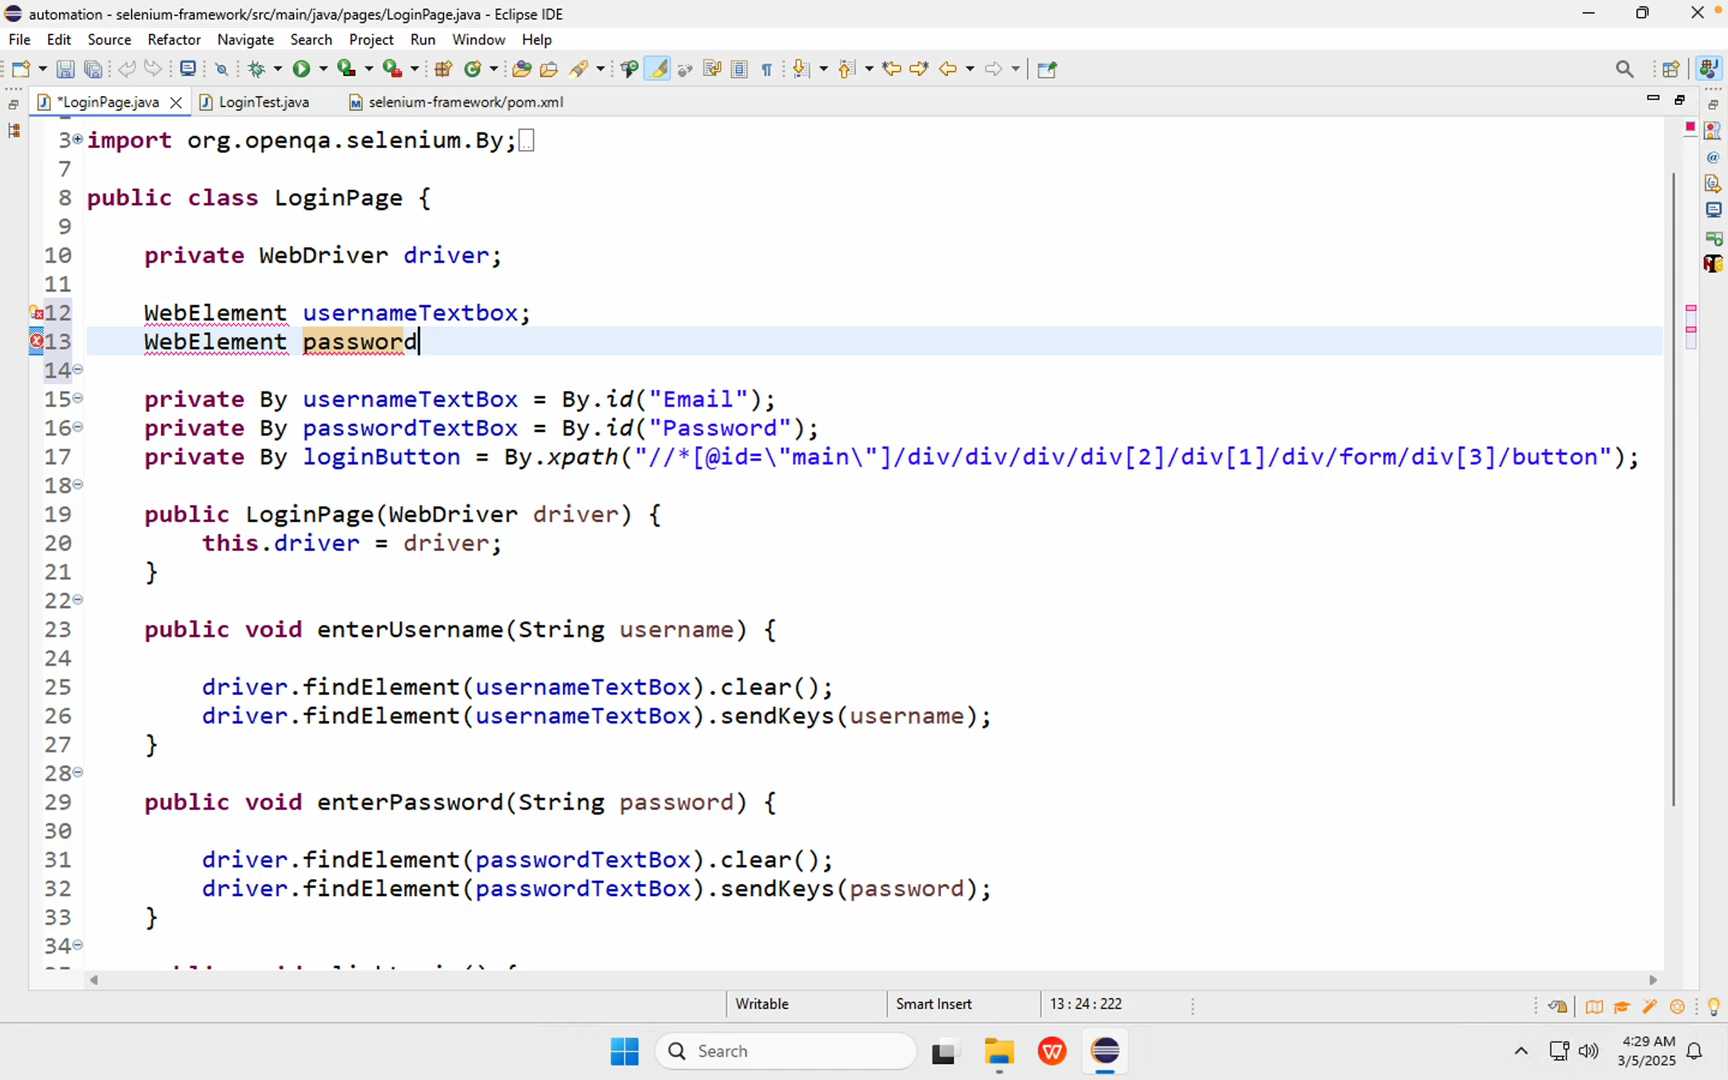 automation - selenium-framework/src/main/java/pages/LoginPage.java - Eclipse IDE
File Edit Source Refactor Navigate Search Project Run Window Help
*LoginPage.java LoginTest.java selenium-framework/pom.xml
3 import org.openqa.selenium.By;
7
8 public class LoginPage {
9
10 private WebDriver driver;
11
12 WebElement usernameTextbox;
13 WebElement password
14
15 private By usernameTextBox = By.id("Email");
16 private By passwordTextBox = By.id("Password");
17 private By loginButton = By.xpath("//*[@id=\"main\"]/div/div/div/div[2]/div[1]/div/form/div[3]/button");
18
19 public LoginPage(WebDriver driver) {
20 this.driver = driver;
21 }
22
23 public void enterUsername(String username) {
24
25 driver.findElement(usernameTextBox).clear();
26 driver.findElement(usernameTextBox).sendKeys(username);
27 }
28
29 public void enterPassword(String password) {
30
31 driver.findElement(passwordTextBox).clear();
32 driver.findElement(passwordTextBox).sendKeys(password);
33 }
34
Writable Smart Insert 13 : 24 : 222
Search
4:29 AM
3/5/2025